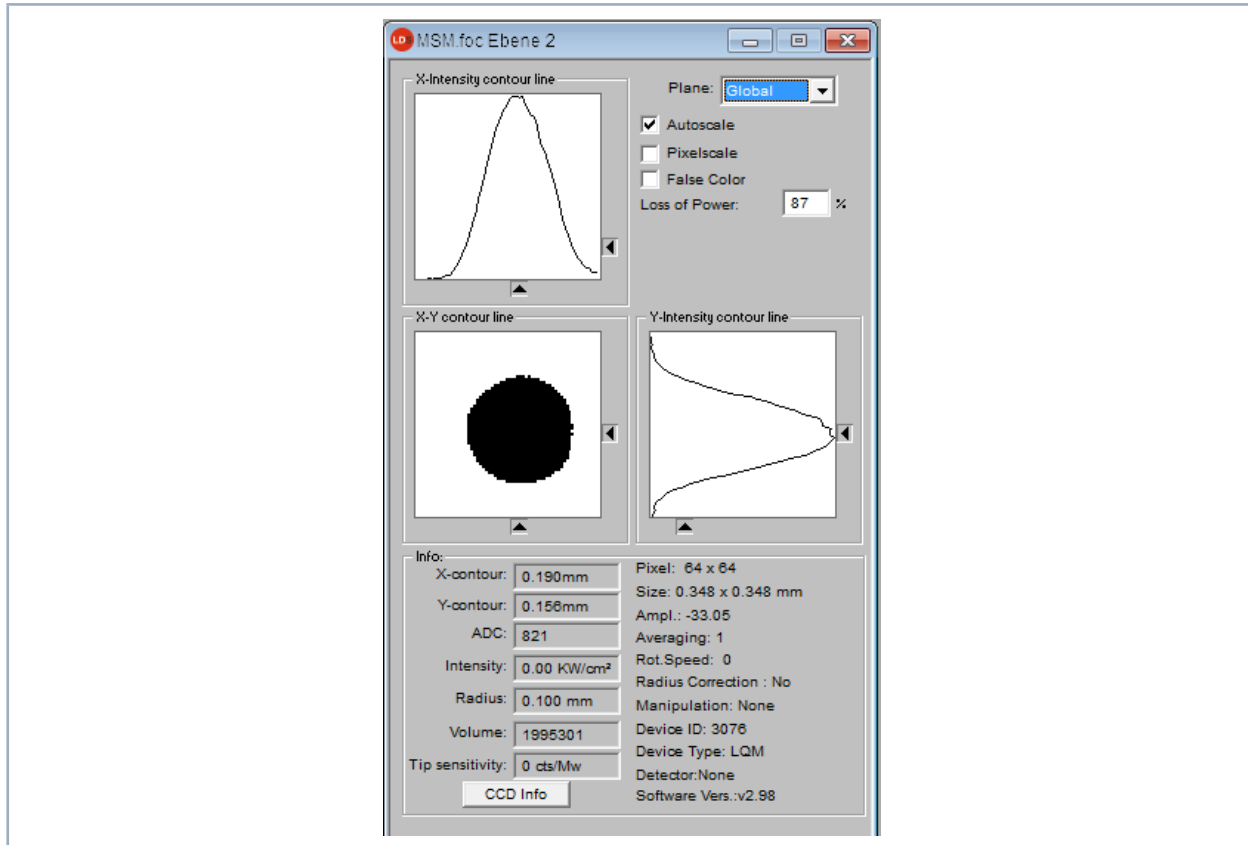 LDS MSM.foc Ebene 2
X-Intensity contour line
Plane: Global
Autoscale
Pixelscale
False Color
Loss of Power: 87 %
X-Y contour line
Y-Intensity contour line
Info:
X-contour: 0.190mm
Y-contour: 0.156mm
ADC: 821
Intensity: 0.00 KW/cm²
Radius: 0.100 mm
Volume: 1995301
Tip sensitivity: 0 cts/Mw
CCD Info
Pixel: 64 x 64
Size: 0.348 x 0.348 mm
Ampl.: -33.05
Averaging: 1
Rot.Speed: 0
Radius Correction : No
Manipulation: None
Device ID: 3076
Device Type: LQM
Detector:None
Software Vers.:v2.98